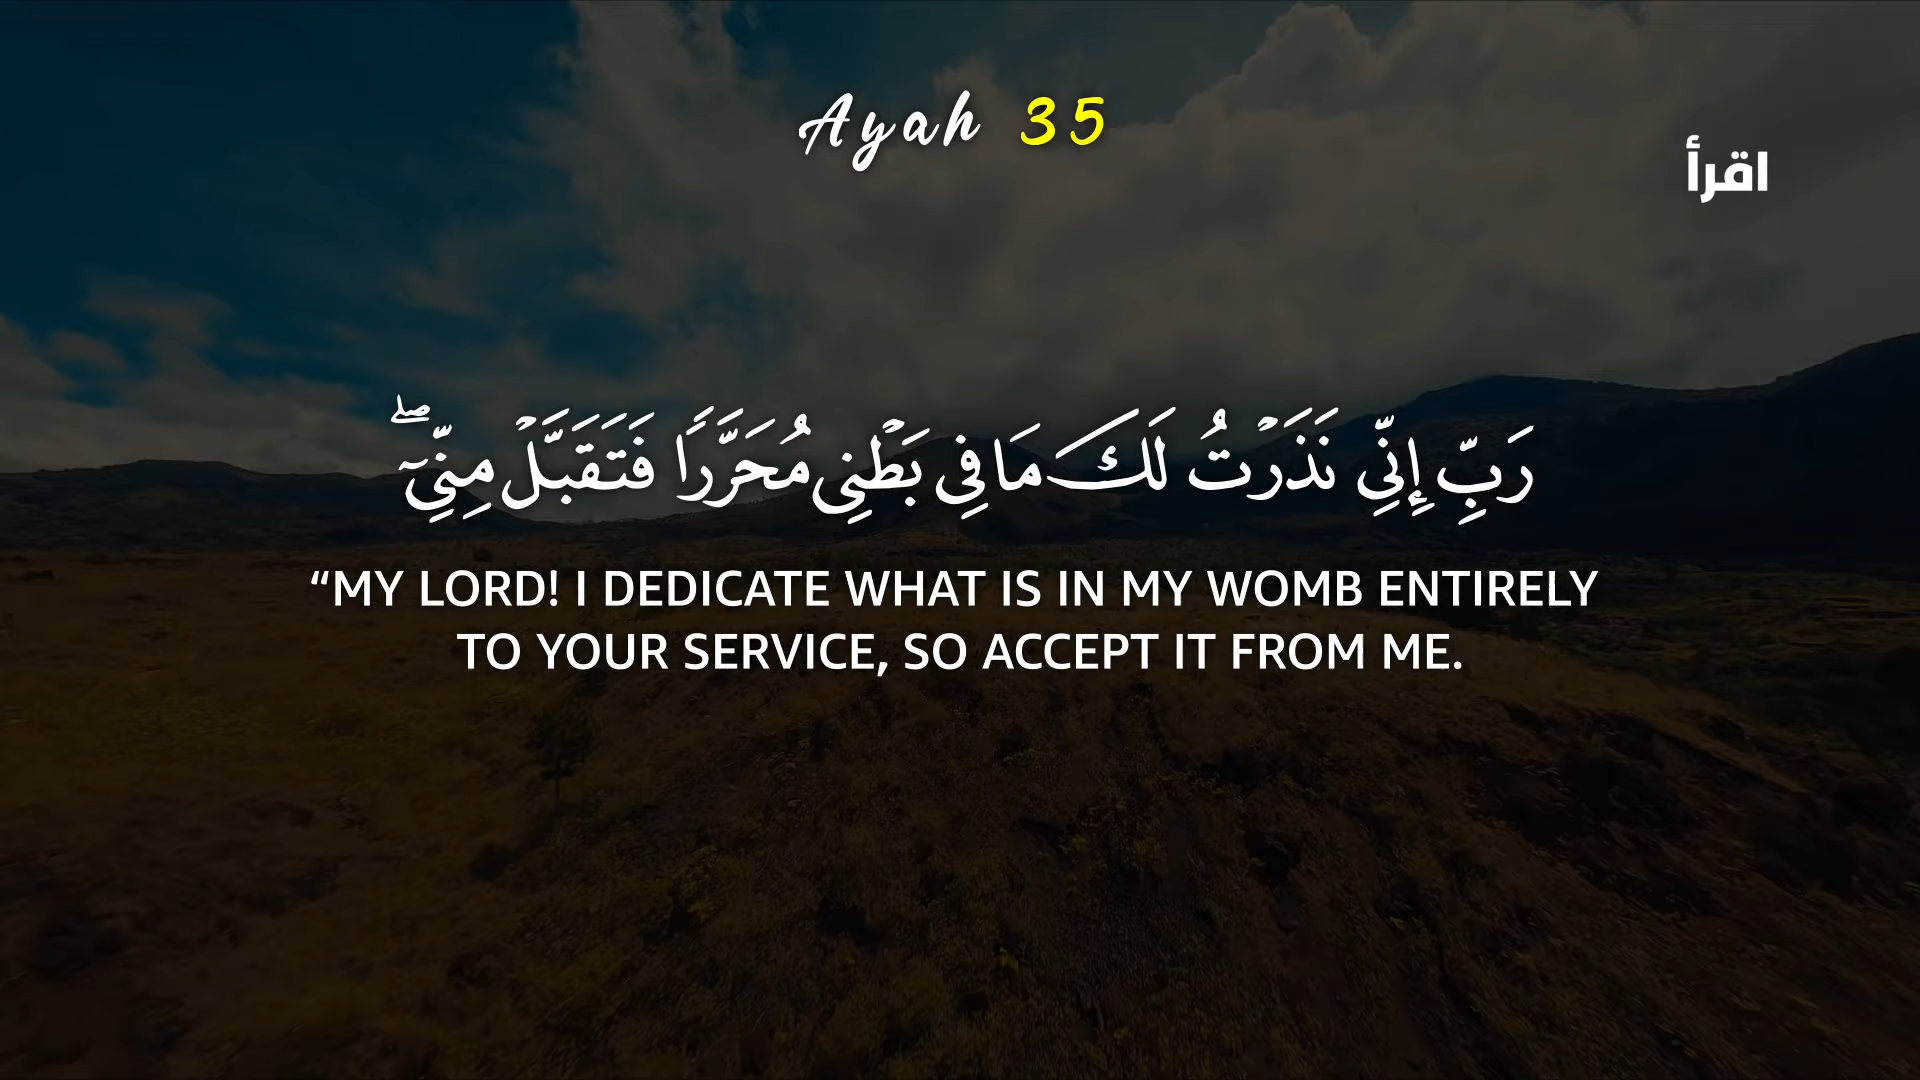 Ayah 35
اقرأ
رَبِّ إِنِّي نَذَرۡتُ لَكَ مَا فِي بَطۡنِي مُحَرَّرٗا فَتَقَبَّلۡ مِنِّيٓۖ
“MY LORD! I DEDICATE WHAT IS IN MY WOMB ENTIRELY
TO YOUR SERVICE, SO ACCEPT IT FROM ME.